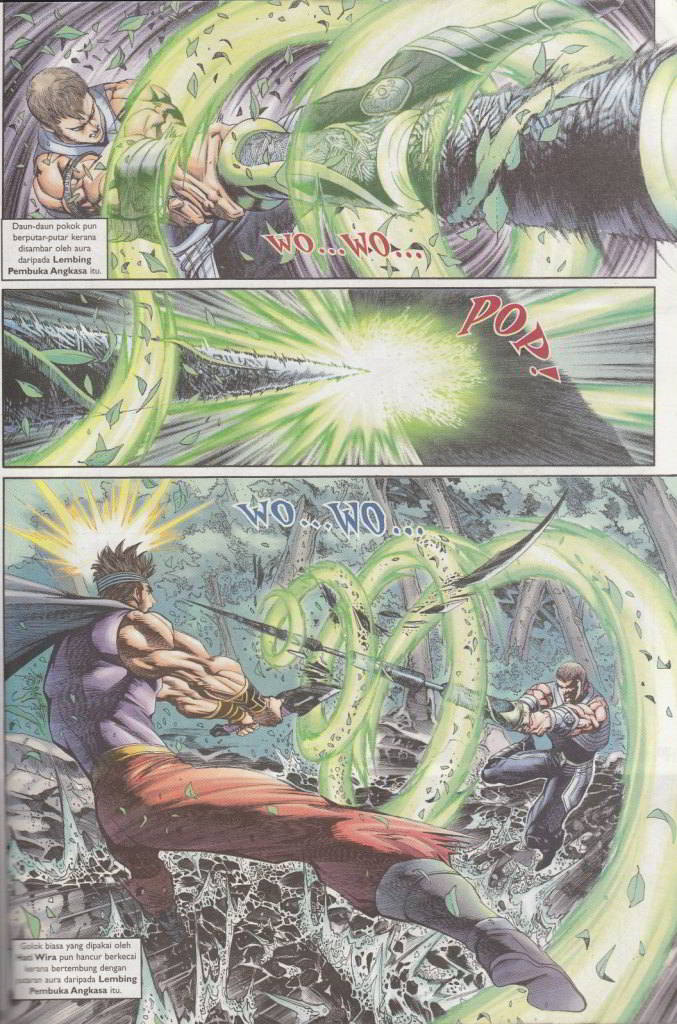 Daun-daun pokok pun
berputar-putar kerana
disambar oleh aura
daripada Lembing
Pembuka Angkasa itu.
WO...WO...
POP!
WO...WO...
Golok biasa yang dipakai oleh
Hati Wira pun hancur berkecai
kerana bertembung dengan
putaran aura daripada Lembing
Pembuka Angkasa itu.